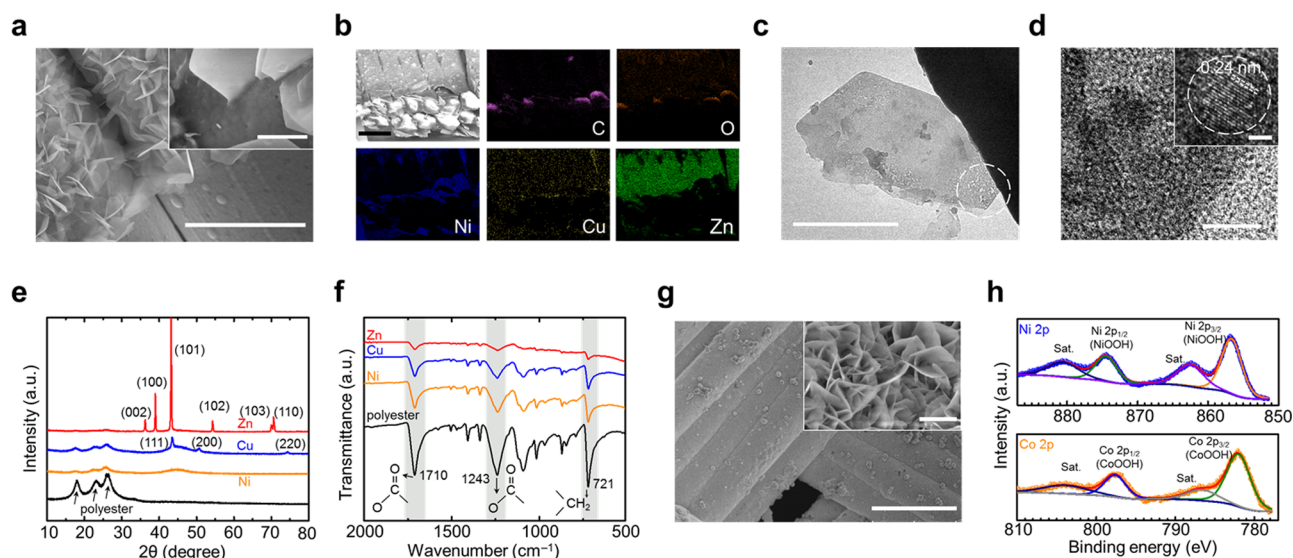 a
b
c
d
C
O
Ni
Cu
Zn
0.24 nm
e
f
g
h
Intensity (a.u.)
(101)
(100)
(002)
(102)
(103)
(110)
Zn
(111)
(200)
(220)
Cu
Ni
polyester
10 20 30 40 50 60 70 80
2θ (degree)
Transmittance (a.u.)
Zn
Cu
Ni
polyester
1710
1243
721
O
C
O
O
C
O
CH2
2000 1500 1000 500
Wavenumber (cm–1)
Intensity (a.u.)
Ni 2p
Sat.
Ni 2p1/2
(NiOOH)
Sat.
Ni 2p3/2
(NiOOH)
880 870 860 850
Co 2p
Sat.
Co 2p1/2
(CoOOH)
Sat.
Co 2p3/2
(CoOOH)
810 800 790 780
Binding energy (eV)